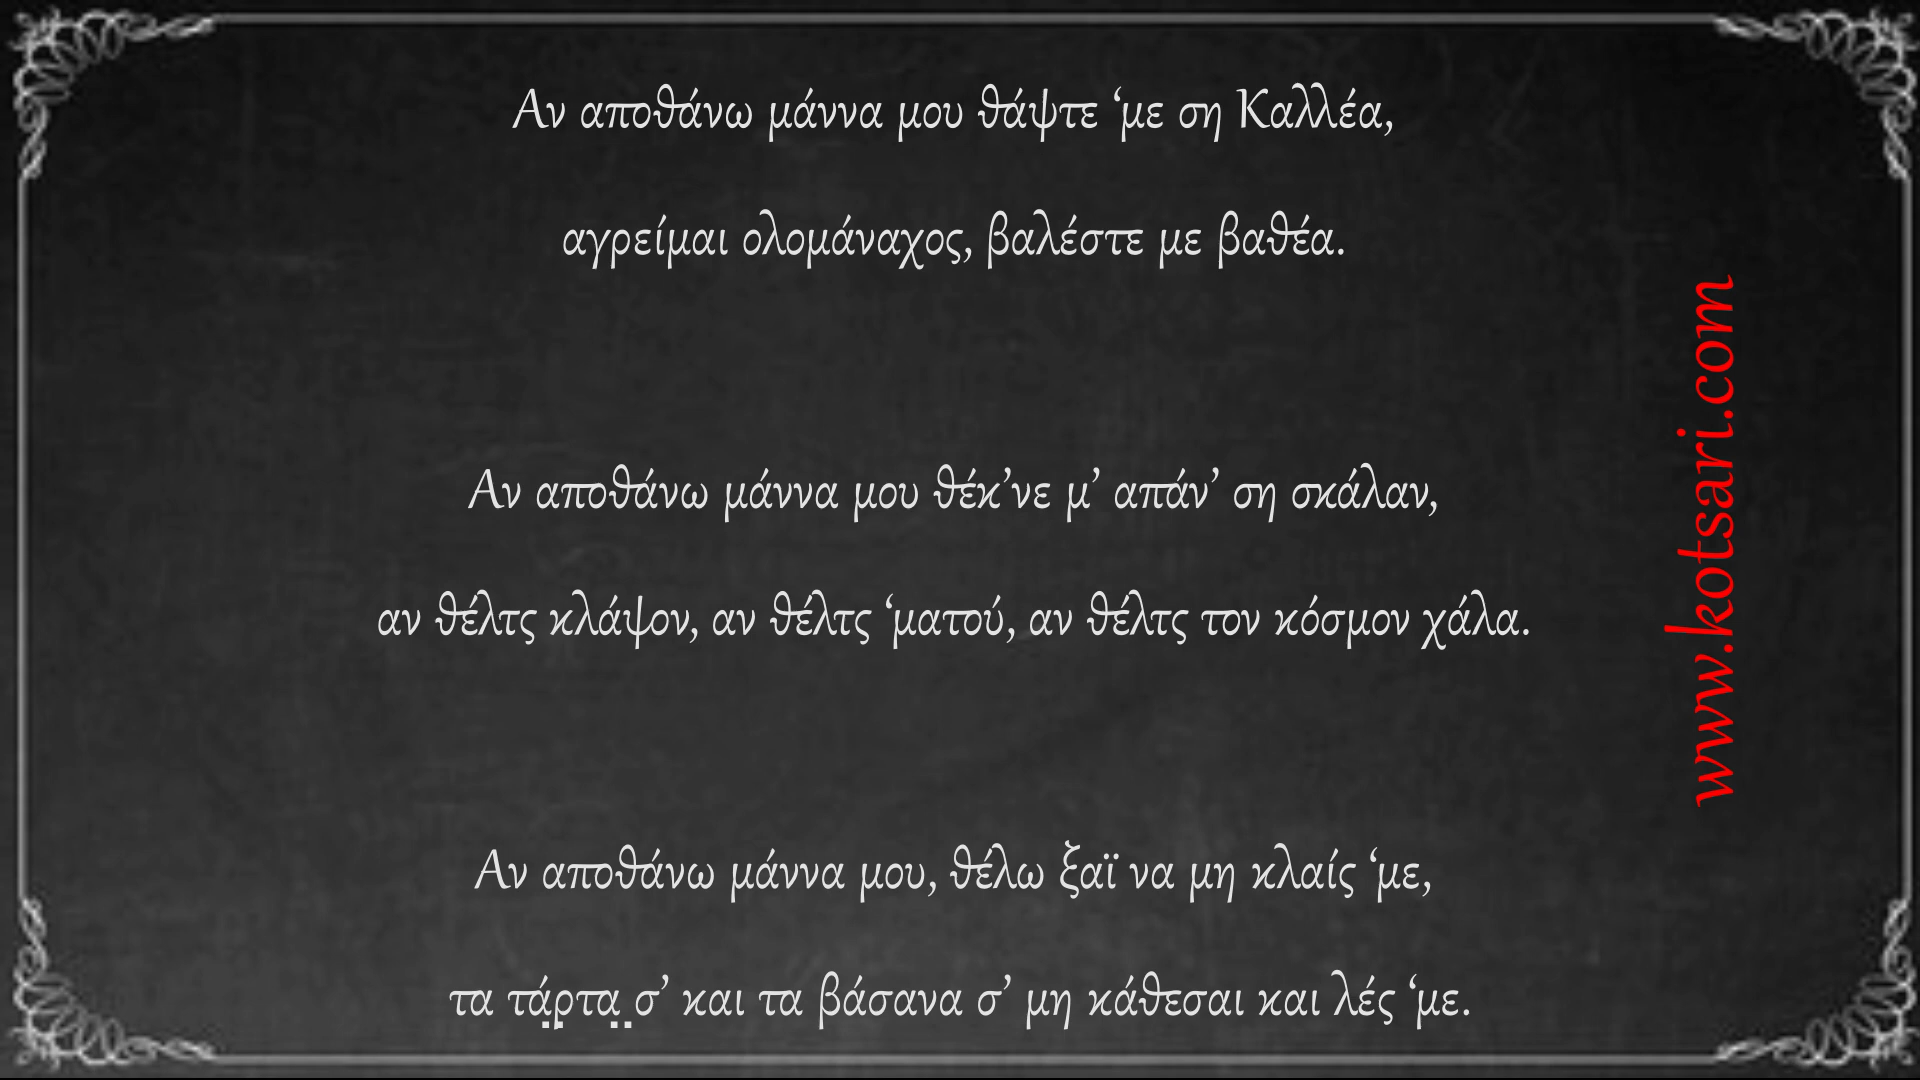 Αν αποθάνω μάννα μου θάψτε ‘με ση Καλλέα,
αγρείμαι ολομάναχος, βαλέστε με βαθέα.
Αν αποθάνω μάννα μου θέκ’νε μ’ απάν’ ση σκάλαν,
αν θέλτς κλάψον, αν θέλτς ‘ματού, αν θέλτς τον κόσμον χάλα.
Αν αποθάνω μάννα μου, θέλω ξαϊ να μη κλαίς ‘με,
τα τά̤ρτα̤ σ’ και τα βάσανα σ’ μη κάθεσαι και λές ‘με.
www.kotsari.com